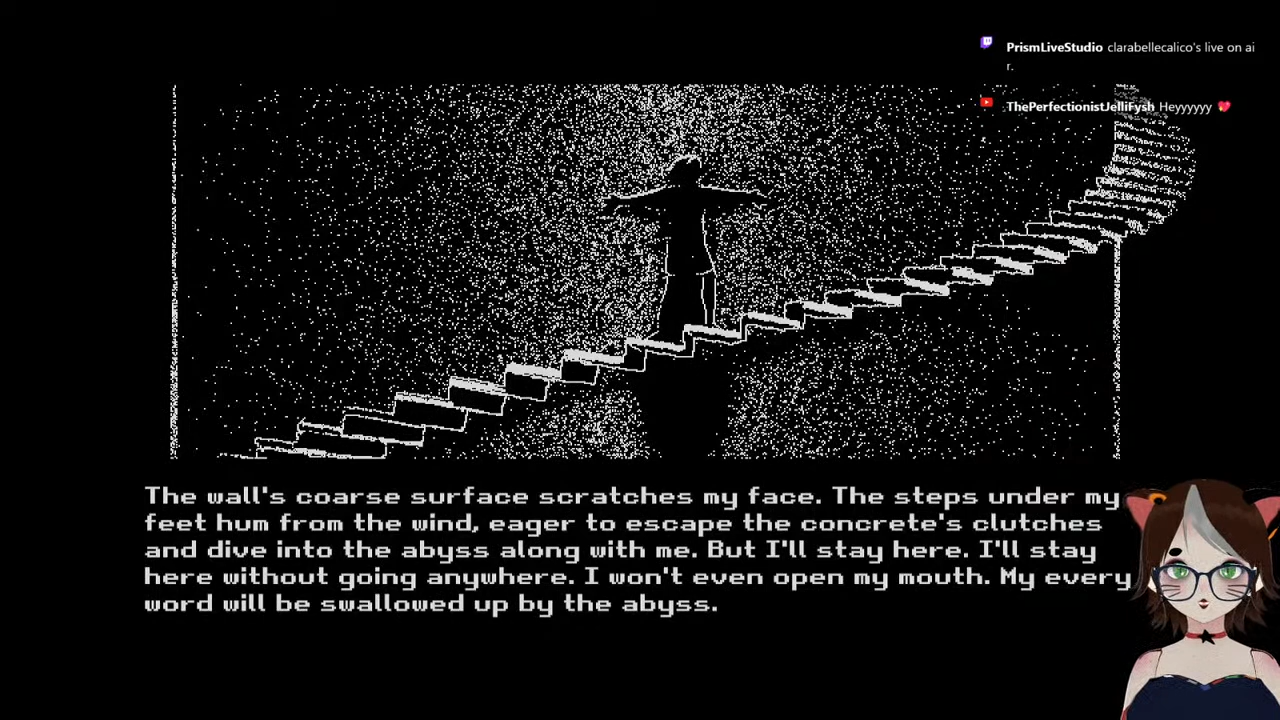 PrismLiveStudio clarabellecalico's live on ai
r.
ThePerfectionistJelliFysh Heyyyyyy 💖
The wall's coarse surface scratches my face. The steps under my
feet hum from the wind, eager to escape the concrete's clutches
and dive into the abyss along with me. But I'll stay here. I'll stay
here without going anywhere. I won't even open my mouth. My every
word will be swallowed up by the abyss.